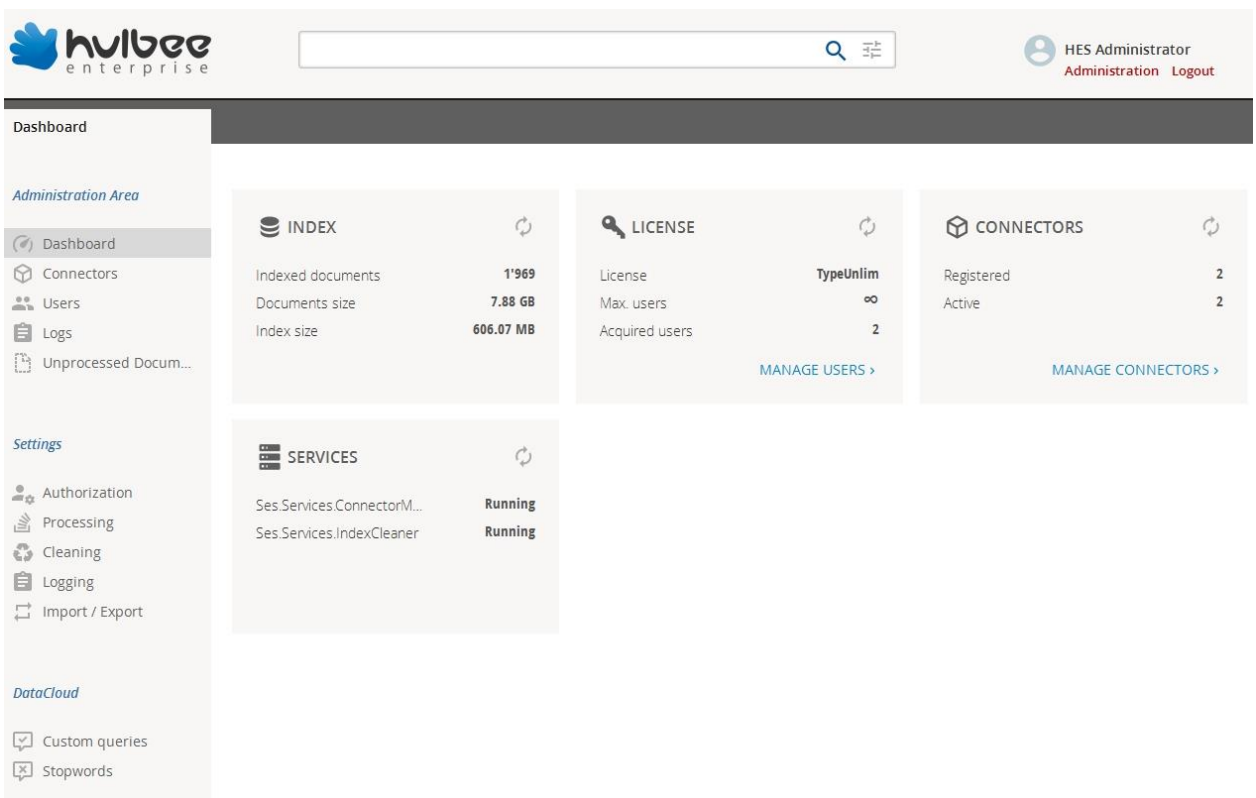 hulbee
enterprise
HES Administrator
Administration Logout
Dashboard
Administration Area
Dashboard
Connectors
Users
Logs
Unprocessed Docum...
Settings
Authorization
Processing
Cleaning
Logging
Import / Export
DataCloud
Custom queries
Stopwords
INDEX
Indexed documents 1'969
Documents size 7.88 GB
Index size 606.07 MB
LICENSE
License TypeUnlim
Max. users ∞
Acquired users 2
MANAGE USERS ›
CONNECTORS
Registered 2
Active 2
MANAGE CONNECTORS ›
SERVICES
Ses.Services.ConnectorM... Running
Ses.Services.IndexCleaner Running